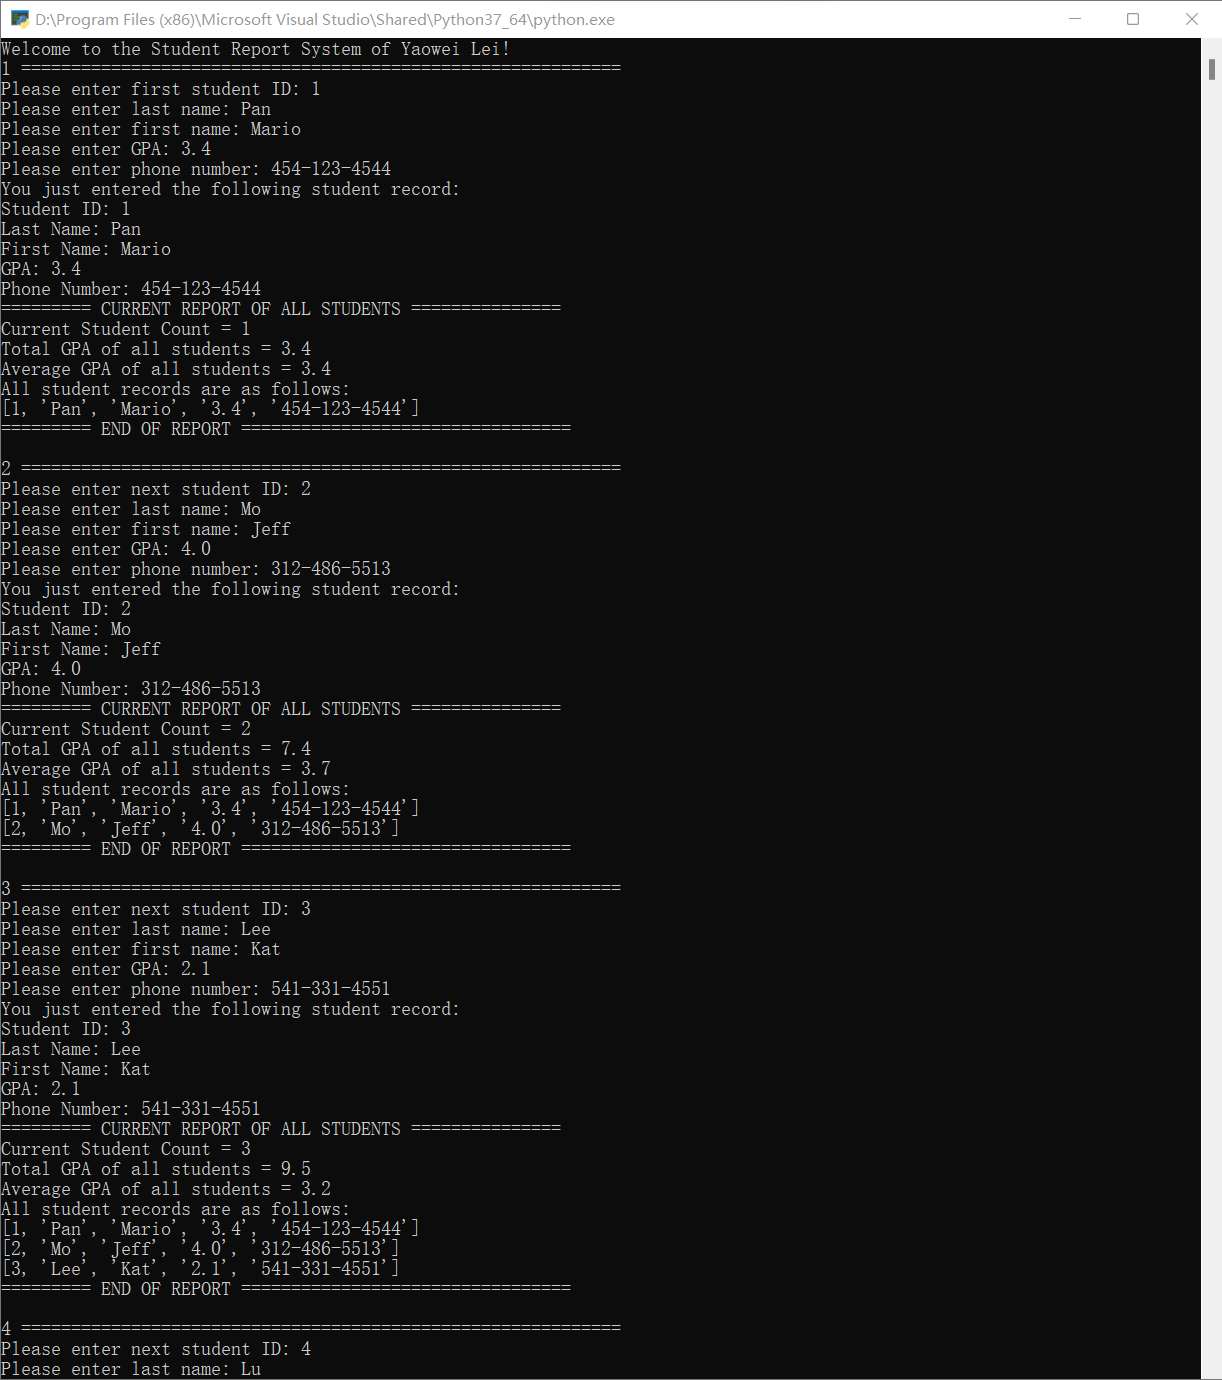 D:\Program Files (x86)\Microsoft Visual Studio\Shared\Python37_64\python.exe
Welcome to the Student Report System of Yaowei Lei!
1 ============================================================
Please enter first student ID: 1
Please enter last name: Pan
Please enter first name: Mario
Please enter GPA: 3.4
Please enter phone number: 454-123-4544
You just entered the following student record:
Student ID: 1
Last Name: Pan
First Name: Mario
GPA: 3.4
Phone Number: 454-123-4544
========= CURRENT REPORT OF ALL STUDENTS ===============
Current Student Count = 1
Total GPA of all students = 3.4
Average GPA of all students = 3.4
All student records are as follows:
[1, 'Pan', 'Mario', '3.4', '454-123-4544']
========= END OF REPORT =================================
2 ============================================================
Please enter next student ID: 2
Please enter last name: Mo
Please enter first name: Jeff
Please enter GPA: 4.0
Please enter phone number: 312-486-5513
You just entered the following student record:
Student ID: 2
Last Name: Mo
First Name: Jeff
GPA: 4.0
Phone Number: 312-486-5513
========= CURRENT REPORT OF ALL STUDENTS ===============
Current Student Count = 2
Total GPA of all students = 7.4
Average GPA of all students = 3.7
All student records are as follows:
[1, 'Pan', 'Mario', '3.4', '454-123-4544']
[2, 'Mo', 'Jeff', '4.0', '312-486-5513']
========= END OF REPORT =================================
3 ============================================================
Please enter next student ID: 3
Please enter last name: Lee
Please enter first name: Kat
Please enter GPA: 2.1
Please enter phone number: 541-331-4551
You just entered the following student record:
Student ID: 3
Last Name: Lee
First Name: Kat
GPA: 2.1
Phone Number: 541-331-4551
========= CURRENT REPORT OF ALL STUDENTS ===============
Current Student Count = 3
Total GPA of all students = 9.5
Average GPA of all students = 3.2
All student records are as follows:
[1, 'Pan', 'Mario', '3.4', '454-123-4544']
[2, 'Mo', 'Jeff', '4.0', '312-486-5513']
[3, 'Lee', 'Kat', '2.1', '541-331-4551']
========= END OF REPORT =================================
4 ============================================================
Please enter next student ID: 4
Please enter last name: Lu